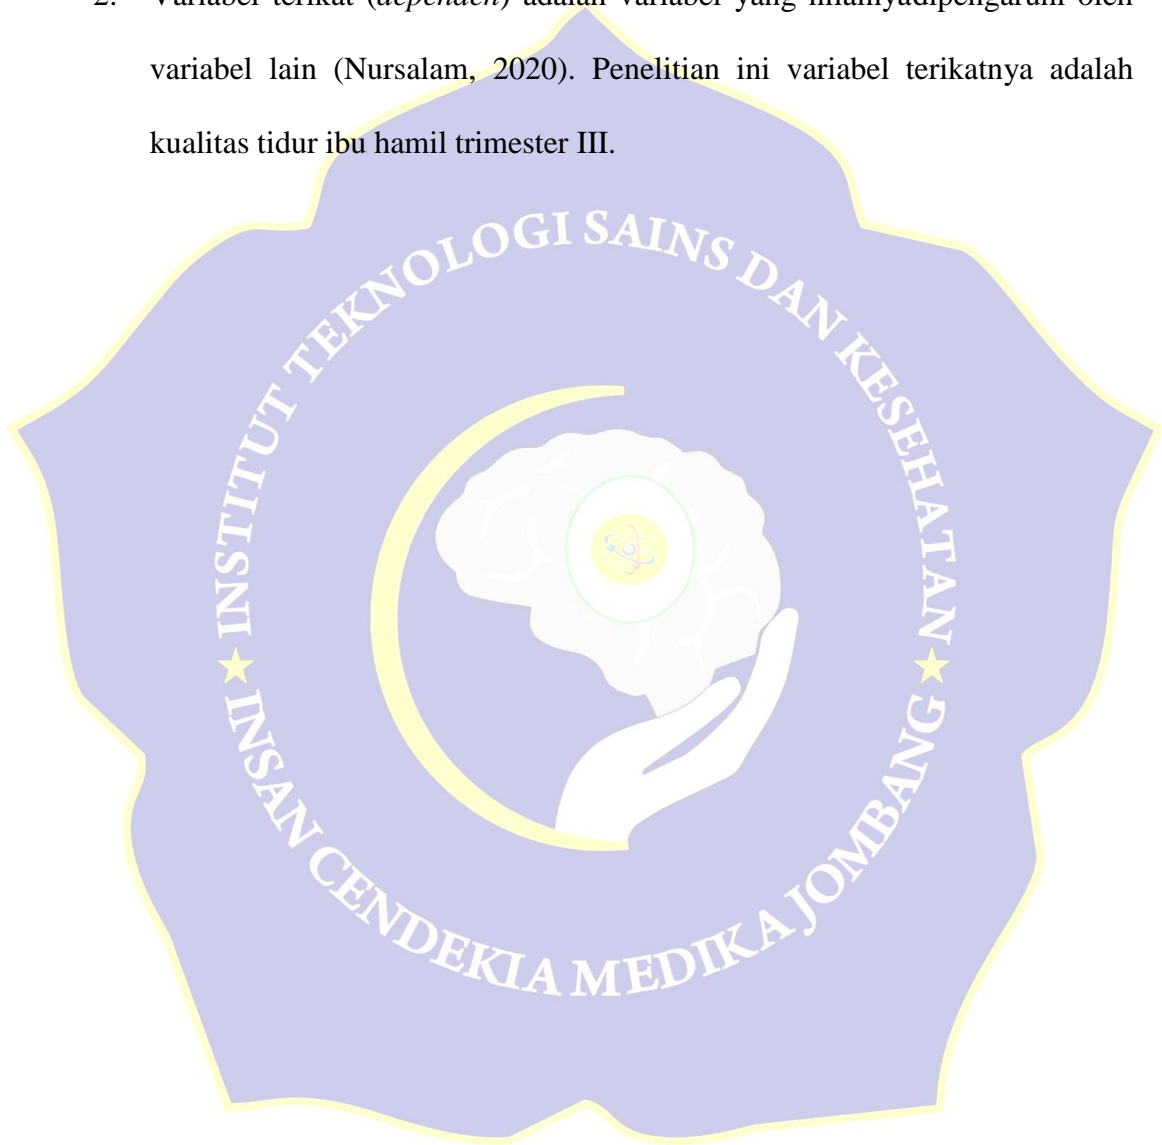 2. Variabel terikat (dependen) adalah variabel yang nilainyadipengaruhi oleh
variabel lain (Nursalam, 2020). Penelitian ini variabel terikatnya adalah
kualitas tidur ibu hamil trimester III.
INSTITUT TEKNOLOGI SAINS DAN KESEHATAN
INSAN CENDEKIA MEDIKA JOMBANG